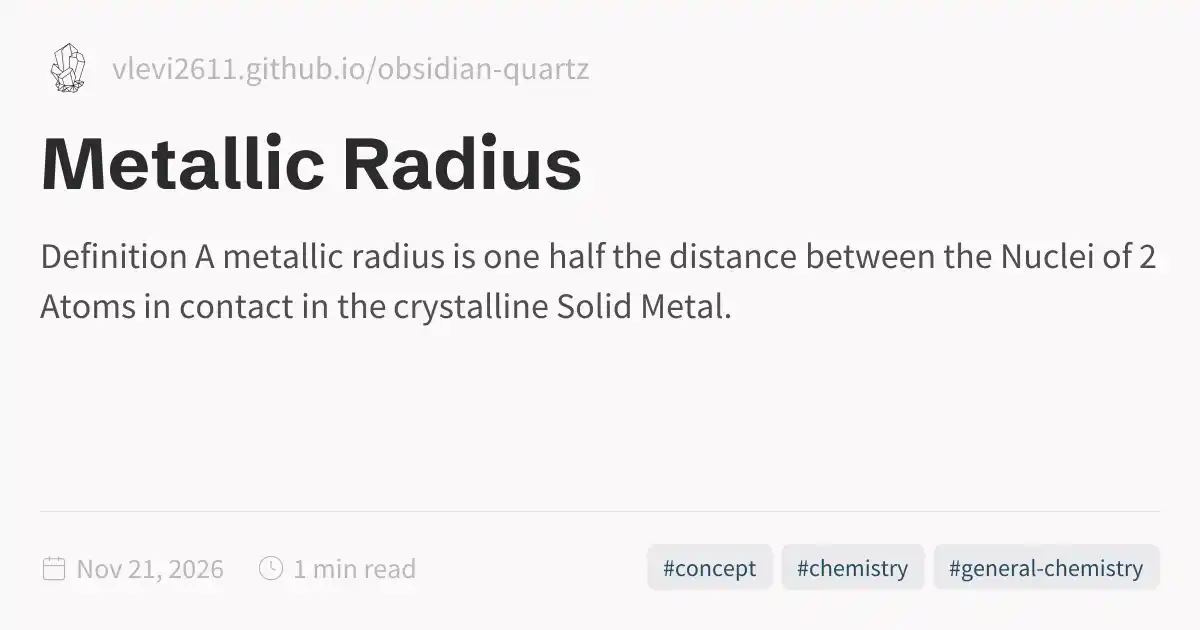 vlevi2611.github.io/obsidian-quartz
Metallic Radius
Definition A metallic radius is one half the distance between the Nuclei of 2
Atoms in contact in the crystalline Solid Metal.
Nov 21, 2026 1 min read #concept #chemistry #general-chemistry